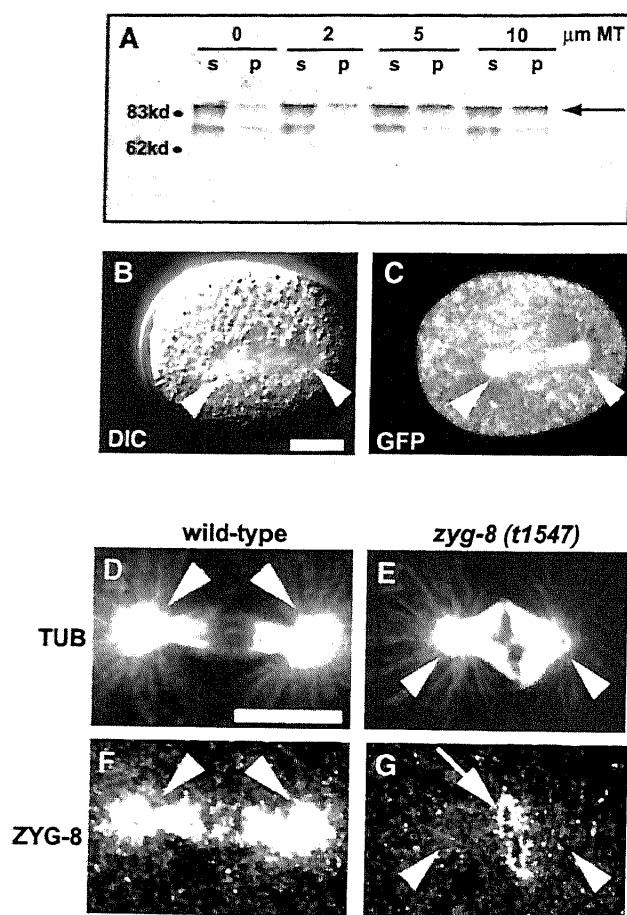 A
0 2 5 10 μm MT
s p s p s p s p
83kd
62kd
B
C
DIC
GFP
wild-type zyg-8 (t1547)
D
E
TUB
F
G
ZYG-8